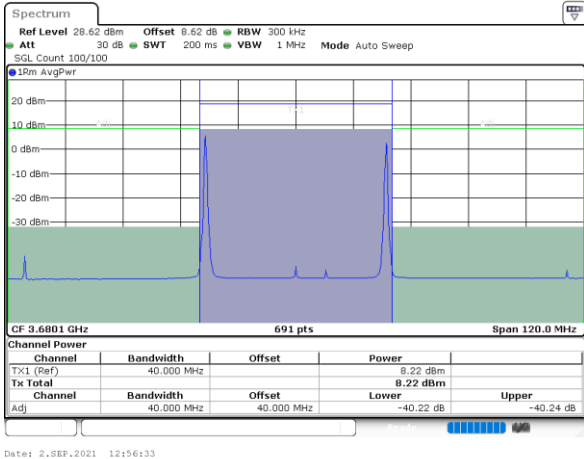 Spectrum
Ref Level 28.62 dBm Offset 8.62 dB RBW 300 kHz
Att 30 dB SWT 200 ms VBW 1 MHz Mode Auto Sweep
SGL Count 100/100
1Rm AvgPwr
20 dBm
10 dBm Adj TX1 Adj
0 dBm
-10 dBm
-20 dBm
-30 dBm
CF 3.6801 GHz 691 pts Span 120.0 MHz
Channel Power
Channel Bandwidth Offset Power
TX1 (Ref) 40.000 MHz 8.22 dBm
Tx Total 8.22 dBm
Channel Bandwidth Offset Lower Upper
Adj 40.000 MHz 40.000 MHz -40.22 dB -40.24 dB
Ready
Date: 2.SEP.2021 12:56:33